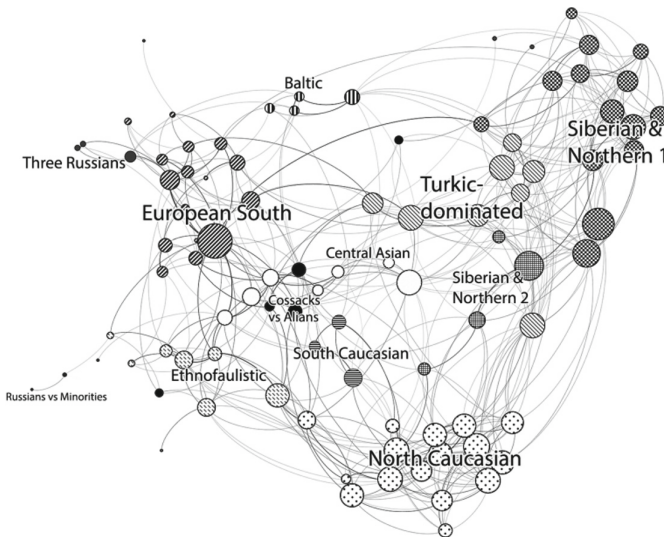 Baltic
Siberian &
Northern 1
Three Russians
Turkic-
dominated
European South
Central Asian
Siberian &
Northern 2
Cossacks
vs Alians
South Caucasian
Ethnofaulistic
Russians vs Minorities
North Caucasian